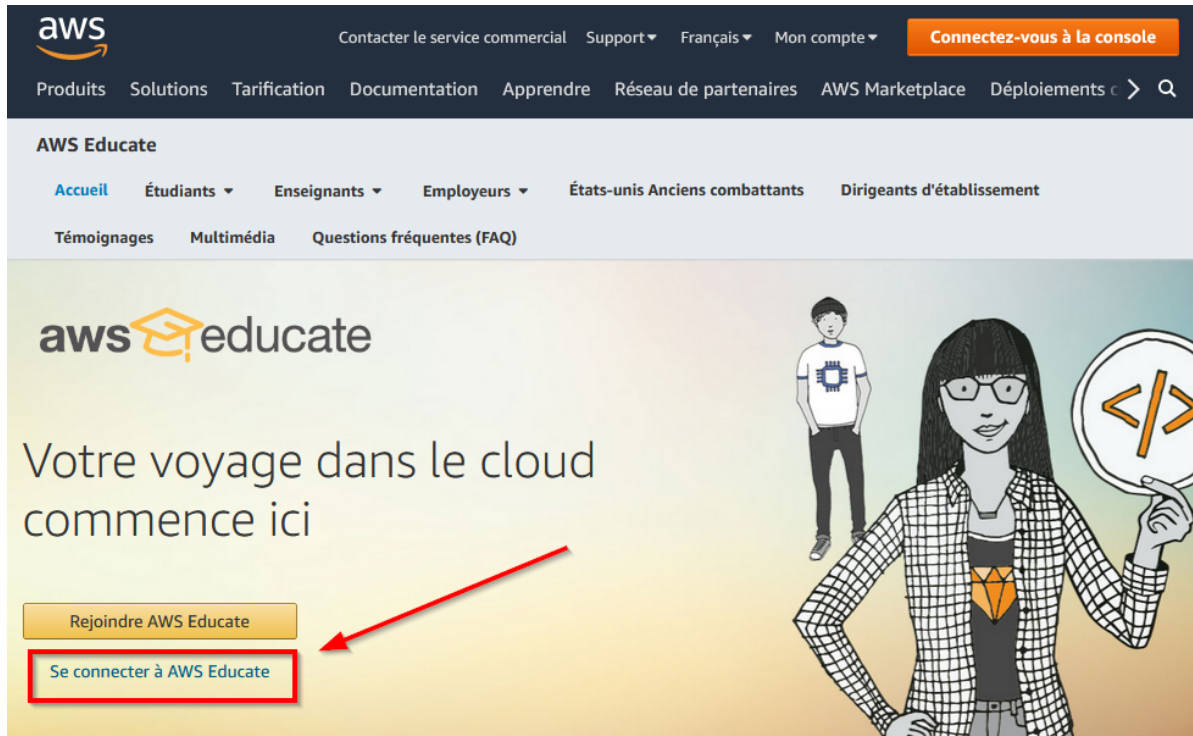 aws
Contacter le service commercial Support Français Mon compte Connectez-vous à la console
Produits Solutions Tarification Documentation Apprendre Réseau de partenaires AWS Marketplace Déploiements
AWS Educate
Accueil Étudiants Enseignants Employeurs États-unis Anciens combattants Dirigeants d'établissement
Témoignages Multimédia Questions fréquentes (FAQ)
aws educate
</>
Votre voyage dans le cloud
commence ici
Rejoindre AWS Educate
Se connecter à AWS Educate